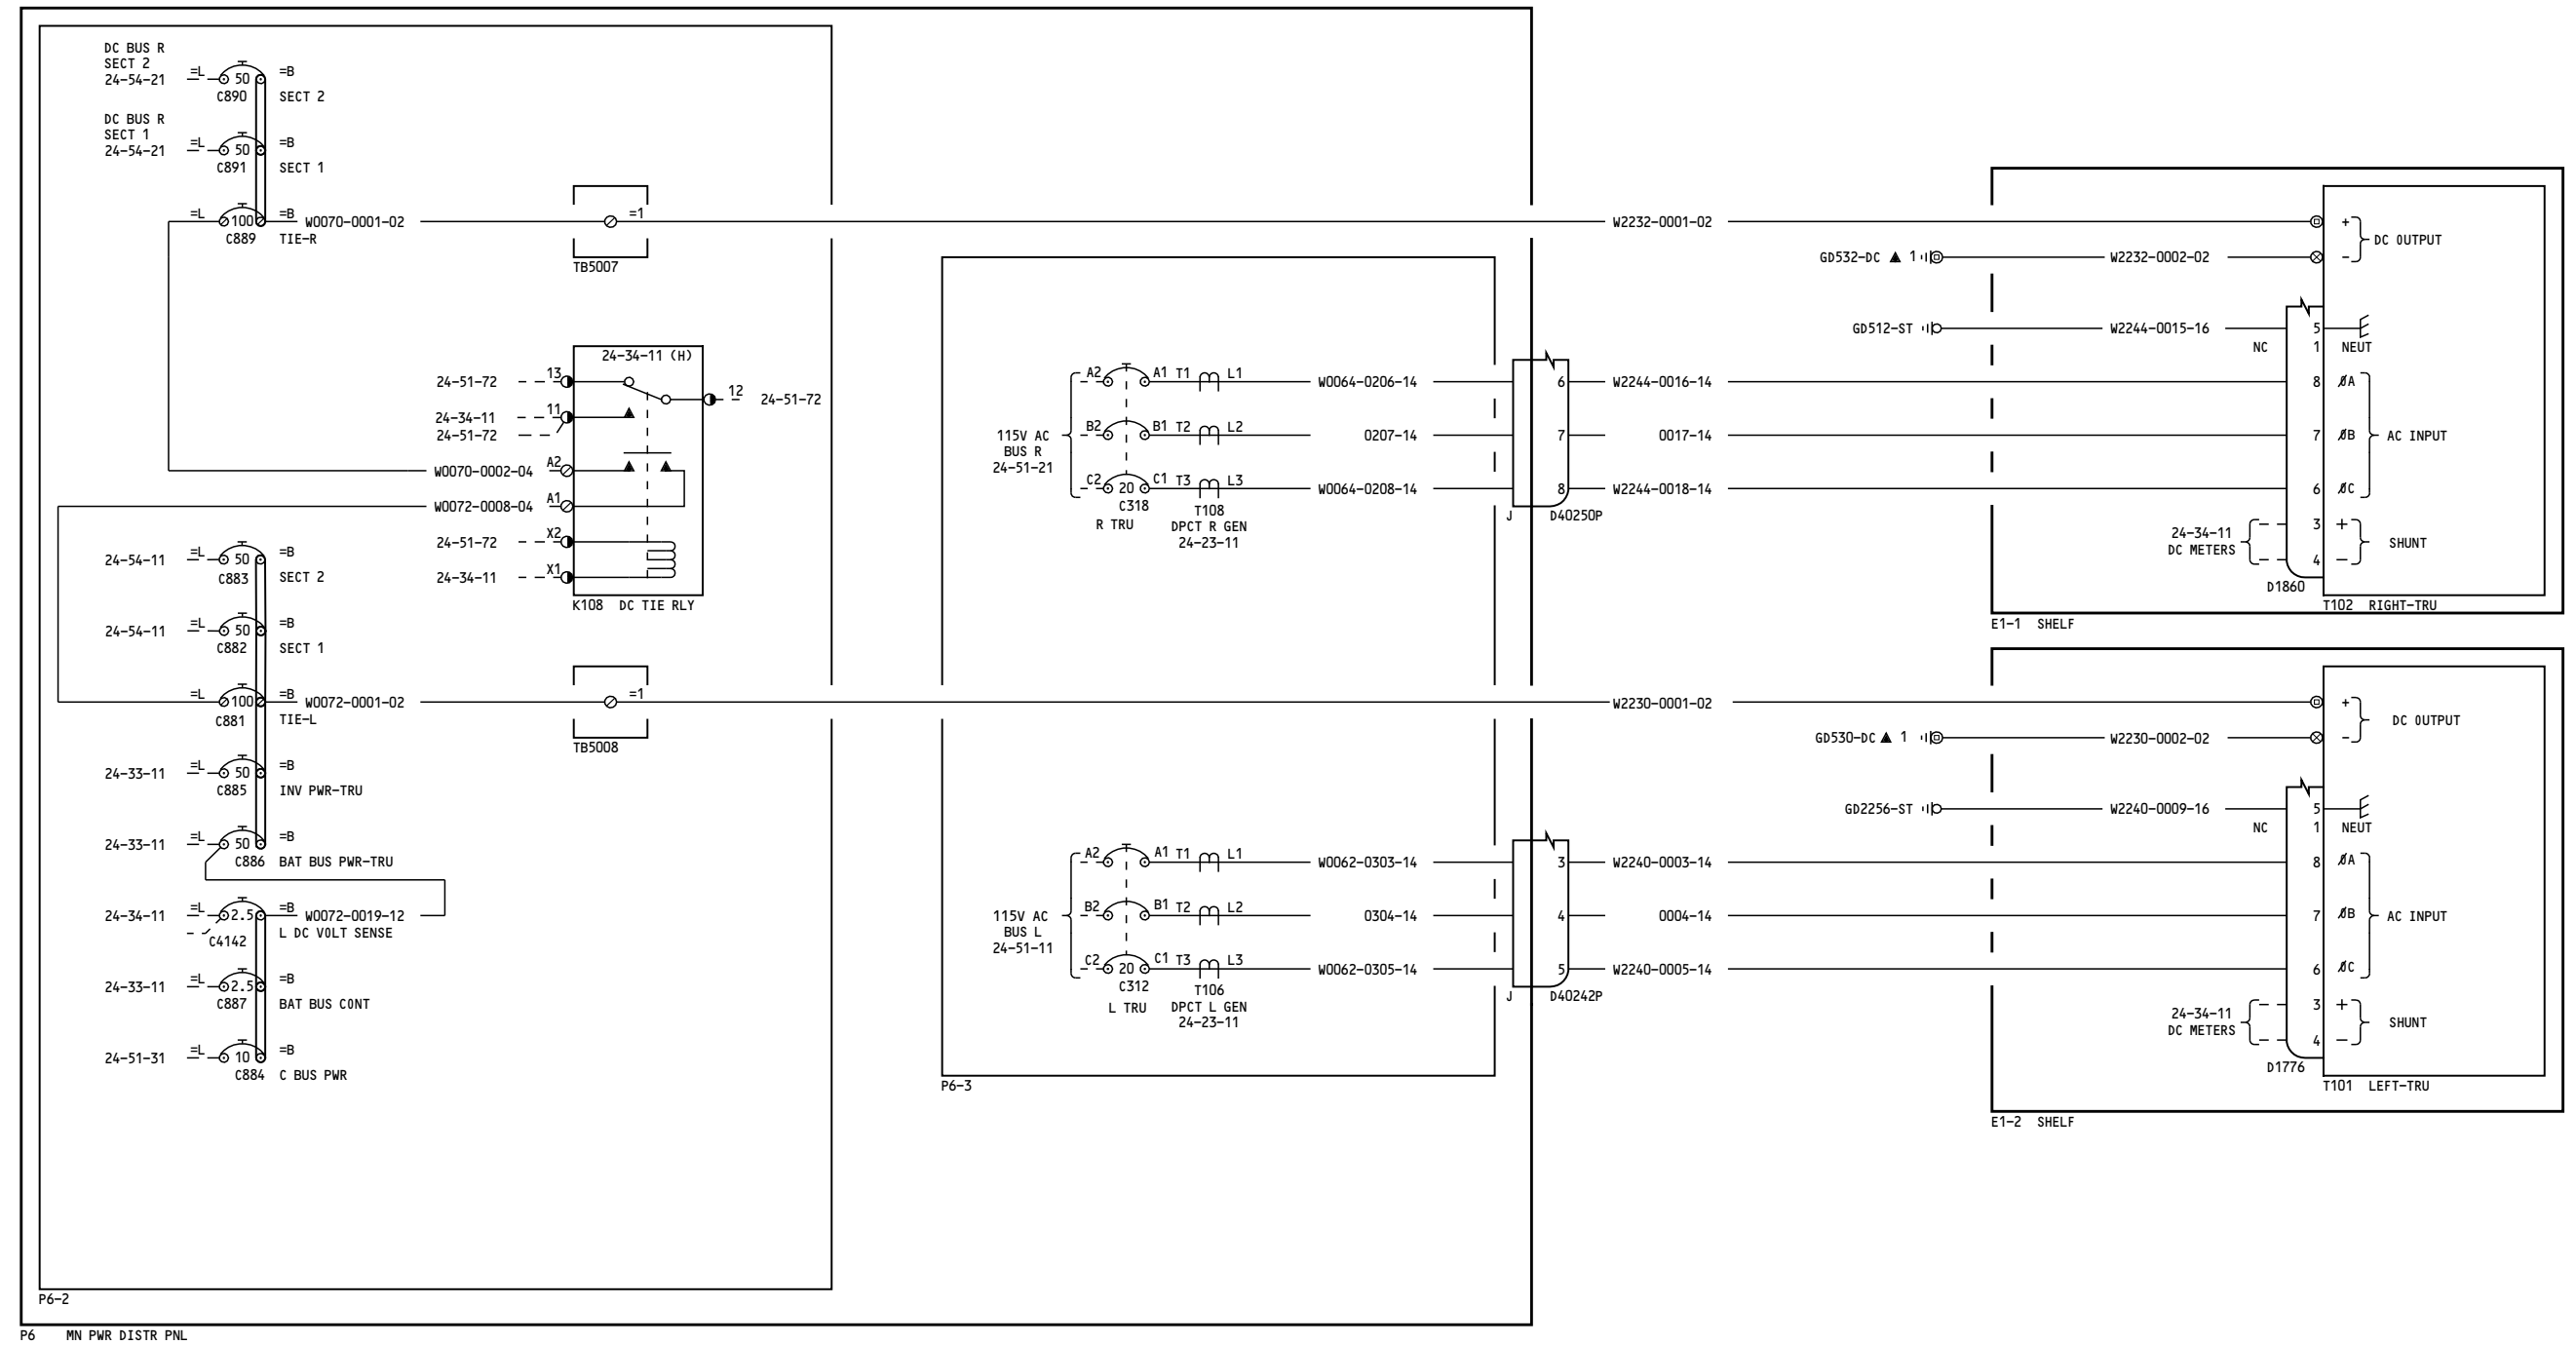 DC BUS R
SECT 2
24-54-21
=L
50
=B
C890
SECT 2
DC BUS R
SECT 1
24-54-21
=L
50
=B
C891
SECT 1
=L
100
=B
W0070-0001-02
C889
TIE-R
=1
TB5007
W2232-0001-02
24-34-11 (H)
24-51-72
13
12
24-51-72
24-34-11
11
24-51-72
W0070-0002-04
A2
W0072-0008-04
A1
24-51-72
X2
24-34-11
X1
K108 DC TIE RLY
24-54-11
=L
50
=B
C883
SECT 2
24-54-11
=L
50
=B
C882
SECT 1
=L
100
=B
W0072-0001-02
C881
TIE-L
=1
TB5008
W2230-0001-02
24-33-11
=L
50
=B
C885
INV PWR-TRU
24-33-11
=L
50
=B
C886
BAT BUS PWR-TRU
24-34-11
=L
2.5
=B
W0072-0019-12
C4142
L DC VOLT SENSE
24-33-11
=L
2.5
=B
C887
BAT BUS CONT
24-51-31
=L
10
=B
C884
C BUS PWR
P6-2
P6 MN PWR DISTR PNL
115V AC
BUS R
24-51-21
A2
A1 T1
L1
W0064-0206-14
6
W2244-0016-14
B2
B1 T2
L2
0207-14
7
0017-14
C2
20
C1 T3
L3
W0064-0208-14
8
W2244-0018-14
C318
R TRU
T108
DPCT R GEN
24-23-11
J
D40250P
115V AC
BUS L
24-51-11
A2
A1 T1
L1
W0062-0303-14
3
W2240-0003-14
B2
B1 T2
L2
0304-14
4
0004-14
C2
20
C1 T3
L3
W0062-0305-14
5
W2240-0005-14
C312
L TRU
T106
DPCT L GEN
24-23-11
J
D40242P
P6-3
+
DC OUTPUT
GD532-DC ▲ 1
W2232-0002-02
-
GD512-ST
W2244-0015-16
5
NC
1
NEUT
8
ØA
7
ØB
AC INPUT
6
ØC
24-34-11
DC METERS
3
+
SHUNT
4
-
D1860
T102 RIGHT-TRU
E1-1 SHELF
+
DC OUTPUT
GD530-DC ▲ 1
W2230-0002-02
-
GD2256-ST
W2240-0009-16
5
NC
1
NEUT
8
ØA
7
ØB
AC INPUT
6
ØC
24-34-11
DC METERS
3
+
SHUNT
4
-
D1776
T101 LEFT-TRU
E1-2 SHELF